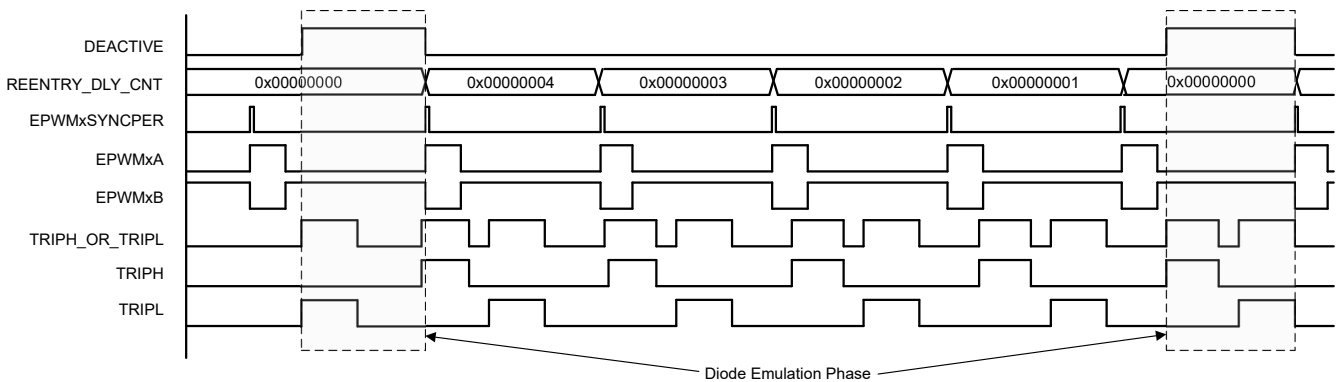 DEACTIVE
REENTRY_DLY_CNT 0x00000000 0x00000004 0x00000003 0x00000002 0x00000001 0x00000000
EPWMxSYNCPER
EPWMxA
EPWMxB
TRIPH_OR_TRIPL
TRIPH
TRIPL
Diode Emulation Phase